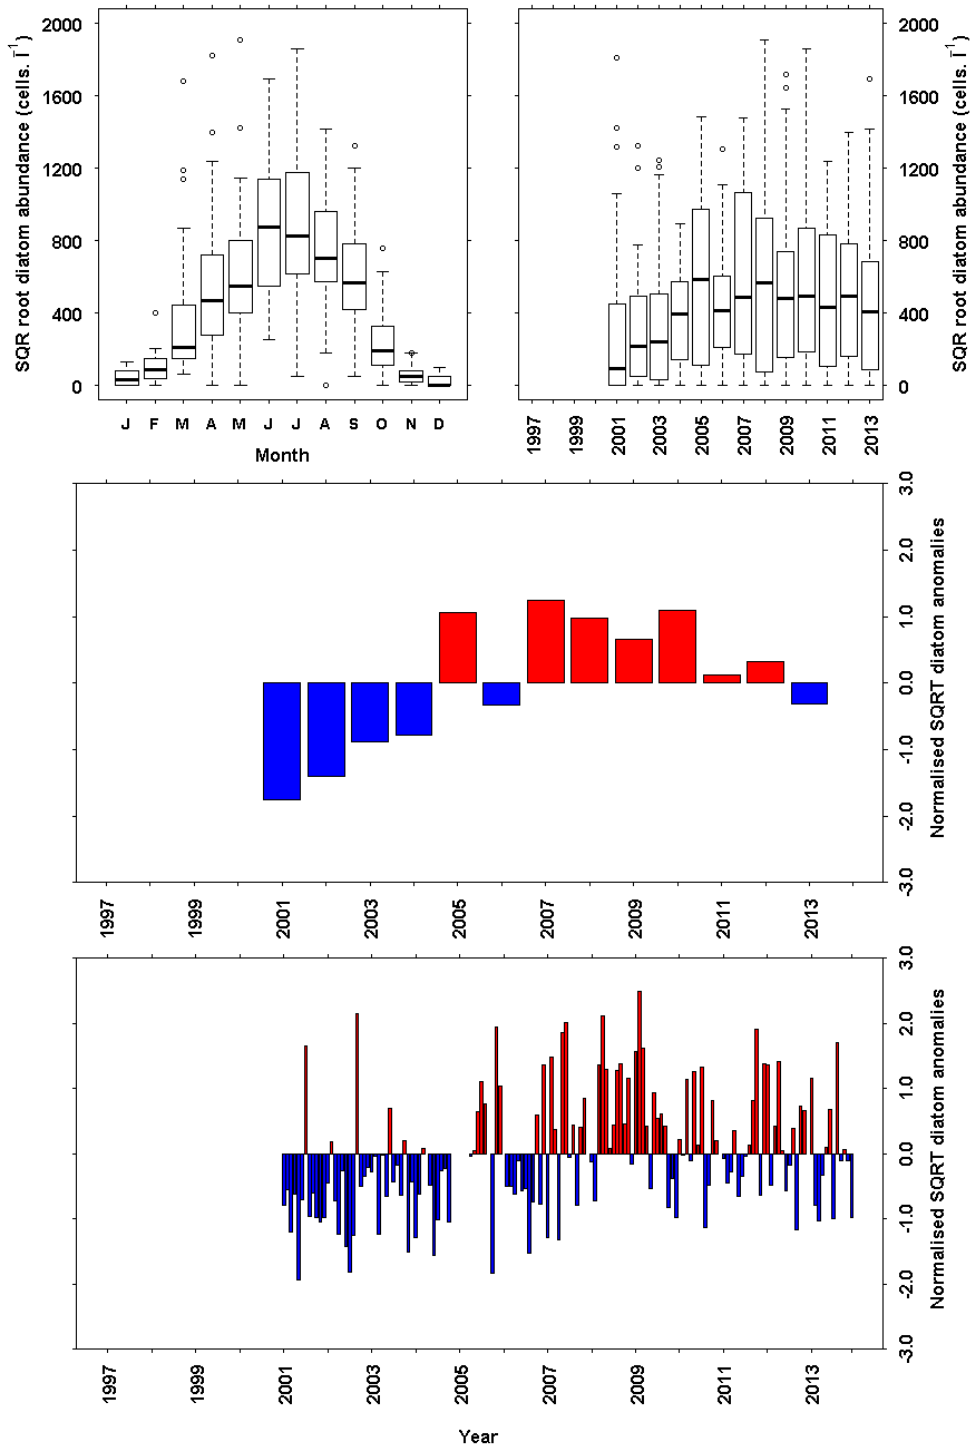 SQR root diatom abundance (cells. l⁻¹)
2000
1600
1200
800
400
0
J F M A M J J A S O N D
Month
2000
1600
1200
800
400
0
SQR root diatom abundance (cells. l⁻¹)
1997 1999 2001 2003 2005 2007 2009 2011 2013
3.0
2.0
1.0
0.0
-1.0
-2.0
-3.0
Normalised SQRT diatom anomalies
1997 1999 2001 2003 2005 2007 2009 2011 2013
3.0
2.0
1.0
0.0
-1.0
-2.0
-3.0
Normalised SQRT diatom anomalies
1997 1999 2001 2003 2005 2007 2009 2011 2013
Year